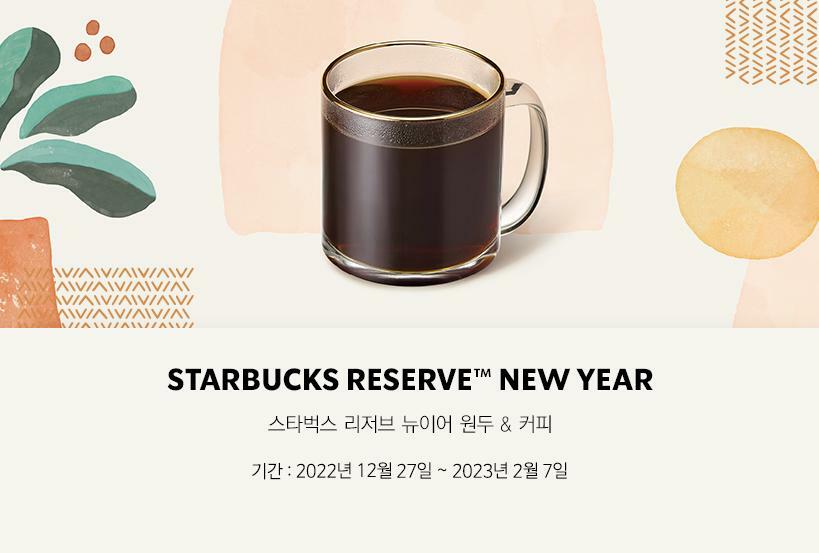 STARBUCKS RESERVE™ NEW YEAR
스타벅스 리저브 뉴이어 원두 & 커피
기간 : 2022년 12월 27일 ~ 2023년 2월 7일